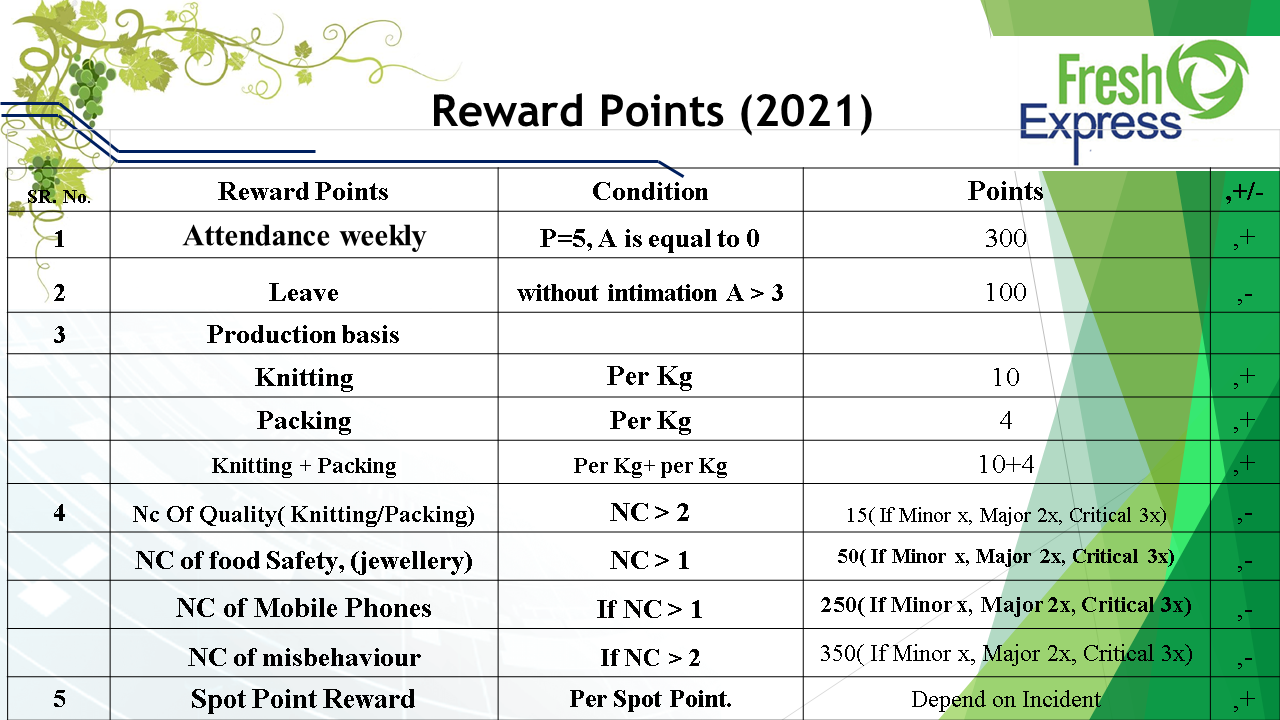 Reward Points (2021)
Fresh
Express
SR. No. Reward Points Condition Points ,+/-
1 Attendance weekly P=5, A is equal to 0 300 ,+
2 Leave without intimation A > 3 100 ,-
3 Production basis
Knitting Per Kg 10 ,+
Packing Per Kg 4 ,+
Knitting + Packing Per Kg+ per Kg 10+4 ,+
4 Nc Of Quality( Knitting/Packing) NC > 2 15( If Minor x, Major 2x, Critical 3x) ,-
NC of food Safety, (jewellery) NC > 1 50( If Minor x, Major 2x, Critical 3x) ,-
NC of Mobile Phones If NC > 1 250( If Minor x, Major 2x, Critical 3x) ,-
NC of misbehaviour If NC > 2 350( If Minor x, Major 2x, Critical 3x) ,-
5 Spot Point Reward Per Spot Point. Depend on Incident ,+